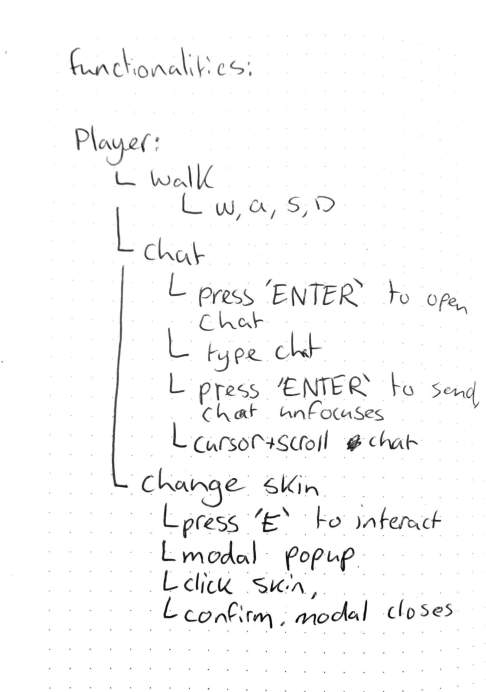 functionalities:
Player:
walk
w, a, s, D
chat
press 'ENTER' to open
chat
type chat
press 'ENTER' to send,
chat unfocuses
cursor+scroll chat
change skin
press 'E' to interact
modal popup
click skin,
confirm, modal closes